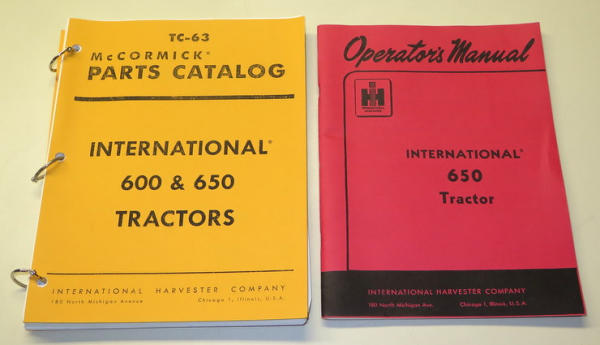 TC-63
McCORMICK®
PARTS CATALOG
INTERNATIONAL®
600 & 650
TRACTORS
INTERNATIONAL HARVESTER COMPANY
180 North Michigan Avenue Chicago 1, Illinois, U.S.A.
Operator's Manual
IH
INTERNATIONAL®
650
Tractor
INTERNATIONAL HARVESTER COMPANY
180 North Michigan Ave. Chicago 1, Illinois, U.S.A.